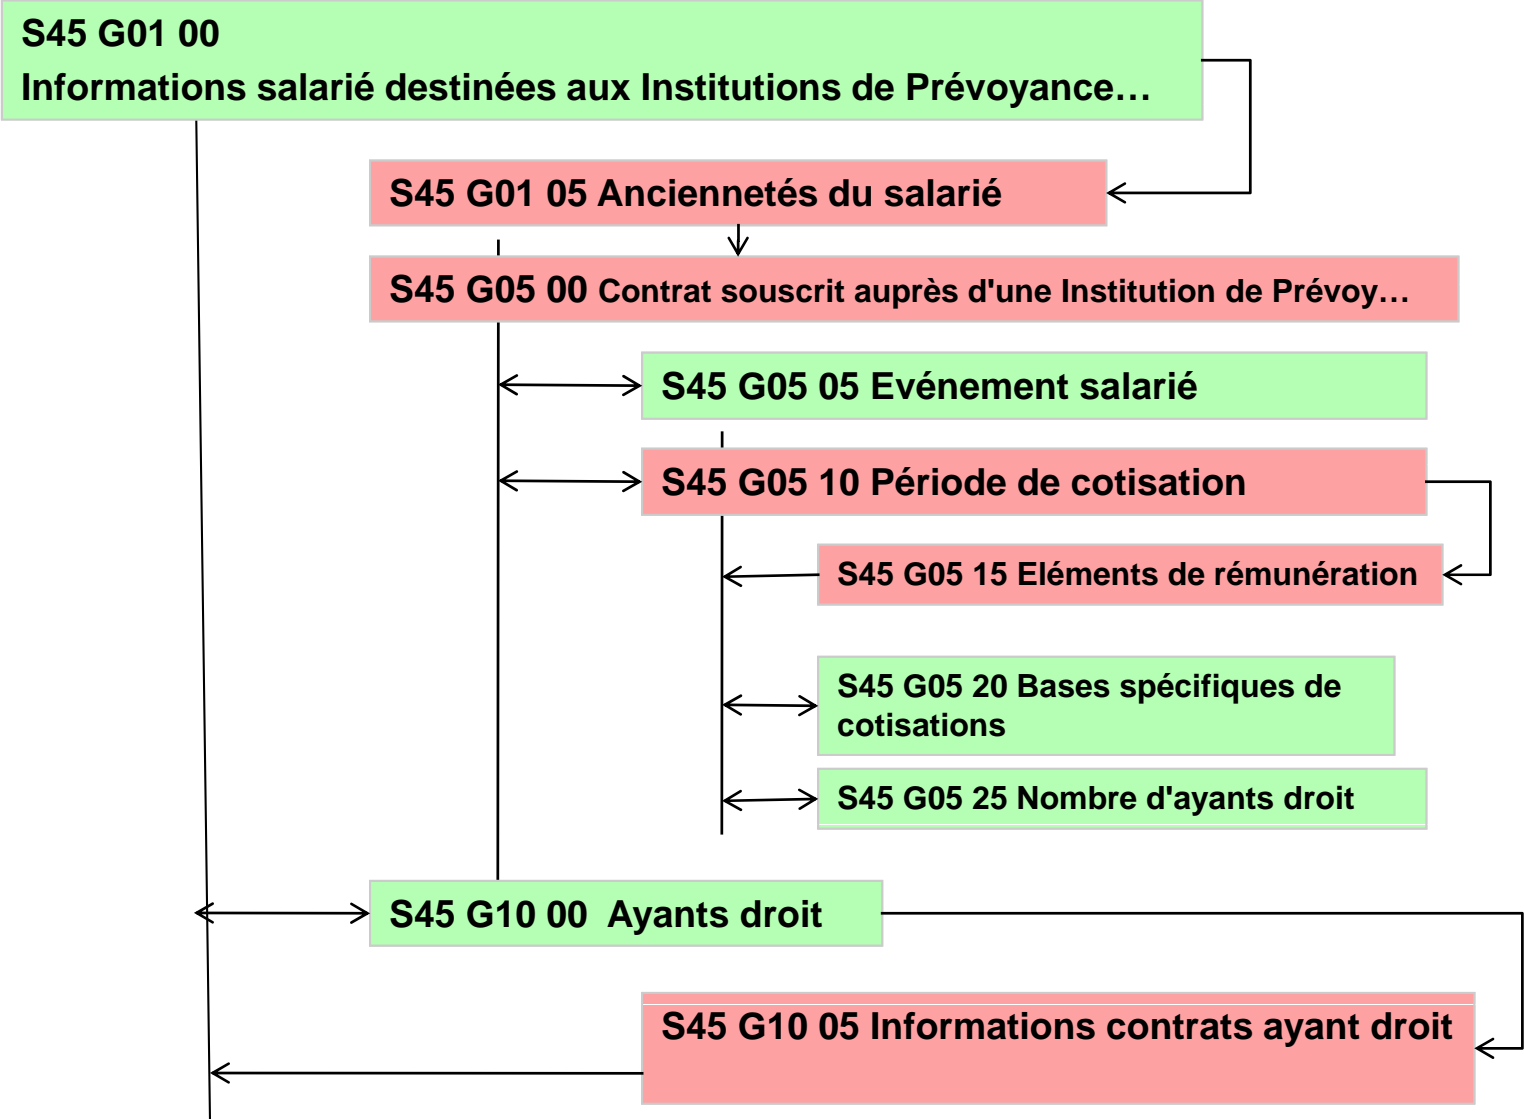 S45 G01 00
Informations salarié destinées aux Institutions de Prévoyance…
S45 G01 05 Anciennetés du salarié
S45 G05 00 Contrat souscrit auprès d'une Institution de Prévoy…
S45 G05 05 Evénement salarié
S45 G05 10 Période de cotisation
S45 G05 15 Eléments de rémunération
S45 G05 20 Bases spécifiques de
cotisations
S45 G05 25 Nombre d'ayants droit
S45 G10 00 Ayants droit
S45 G10 05 Informations contrats ayant droit